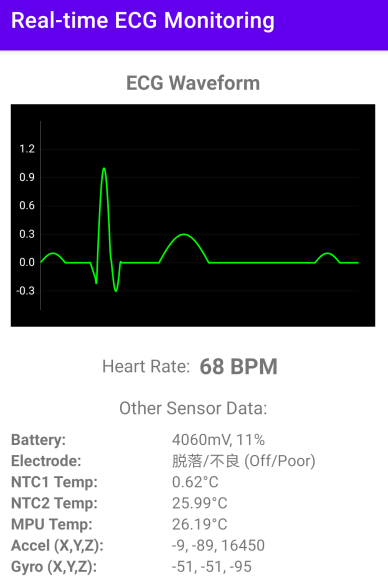 Real-time ECG Monitoring
ECG Waveform
1.2
0.9
0.6
0.3
0.0
-0.3
Heart Rate: 68 BPM
Other Sensor Data:
Battery: 4060mV, 11%
Electrode: 脱落/不良 (Off/Poor)
NTC1 Temp: 0.62°C
NTC2 Temp: 25.99°C
MPU Temp: 26.19°C
Accel (X,Y,Z): -9, -89, 16450
Gyro (X,Y,Z): -51, -51, -95